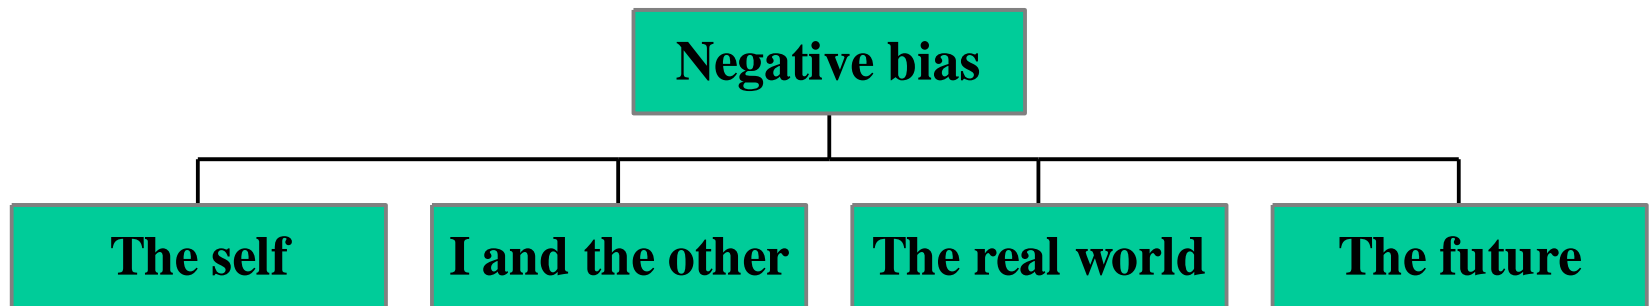 Negative bias
The self
I and the other
The real world
The future